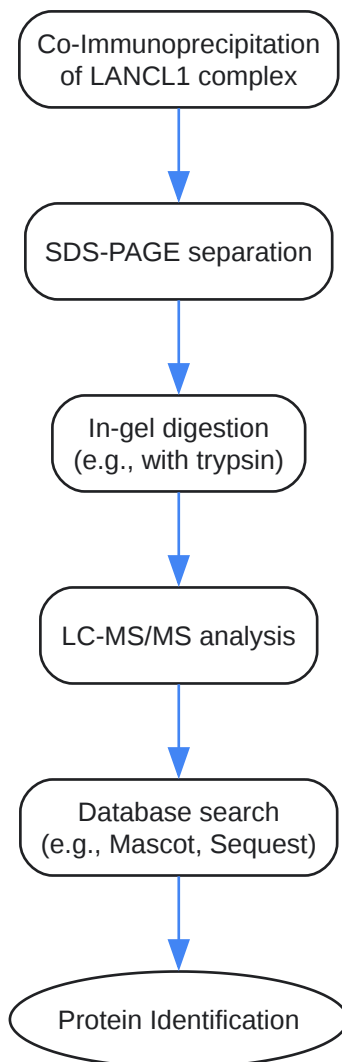 Co-Immunoprecipitation
of LANCL1 complex
SDS-PAGE separation
In-gel digestion
(e.g., with trypsin)
LC-MS/MS analysis
Database search
(e.g., Mascot, Sequest)
Protein Identification